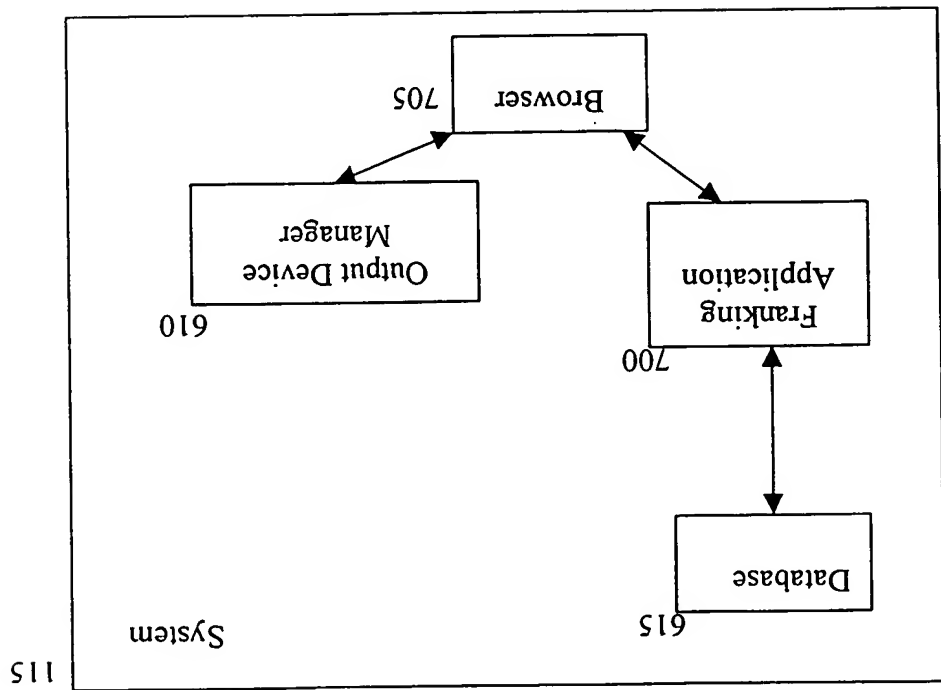 115
System
615
Database
700
Franking
Application
610
Output Device
Manager
705
Browser